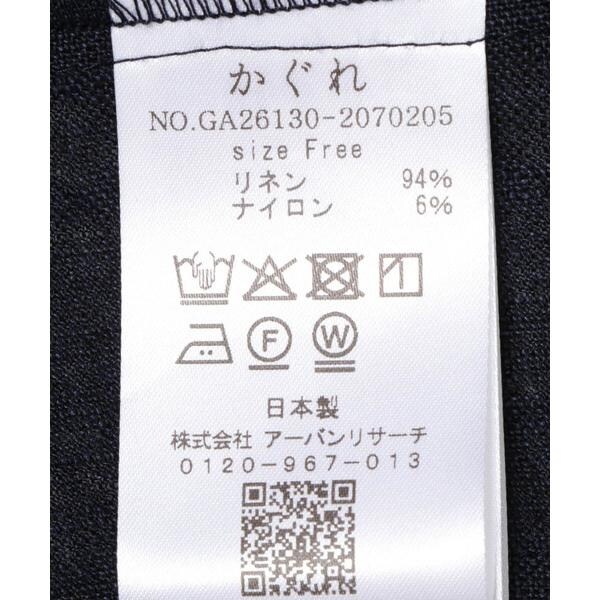 かぐれ
NO.GA26130-2070205
size Free
リネン 94%
ナイロン 6%
F W
日本製
株式会社 アーバンリサーチ
0120-967-013